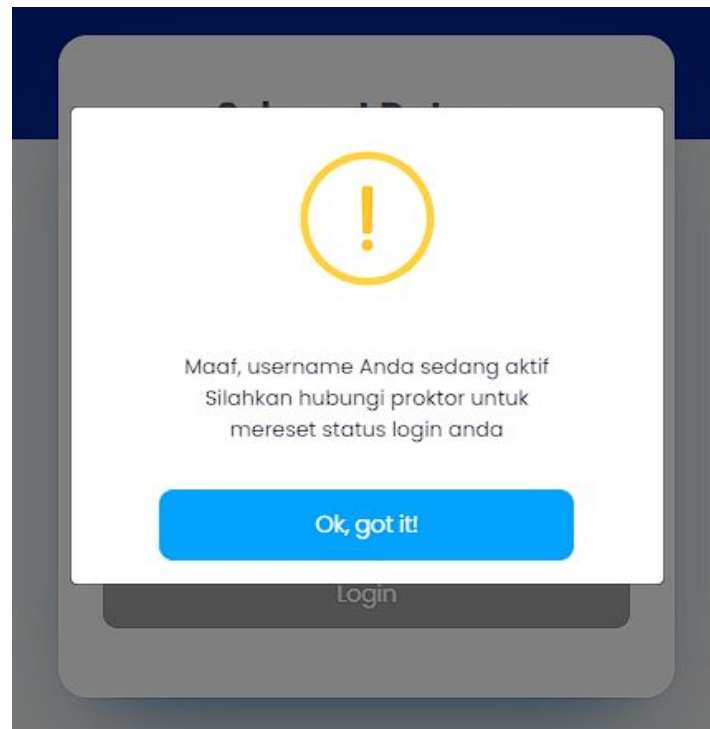 Maaf, username Anda sedang aktif
Silahkan hubungi proktor untuk
mereset status login anda
Ok, got it!
Login